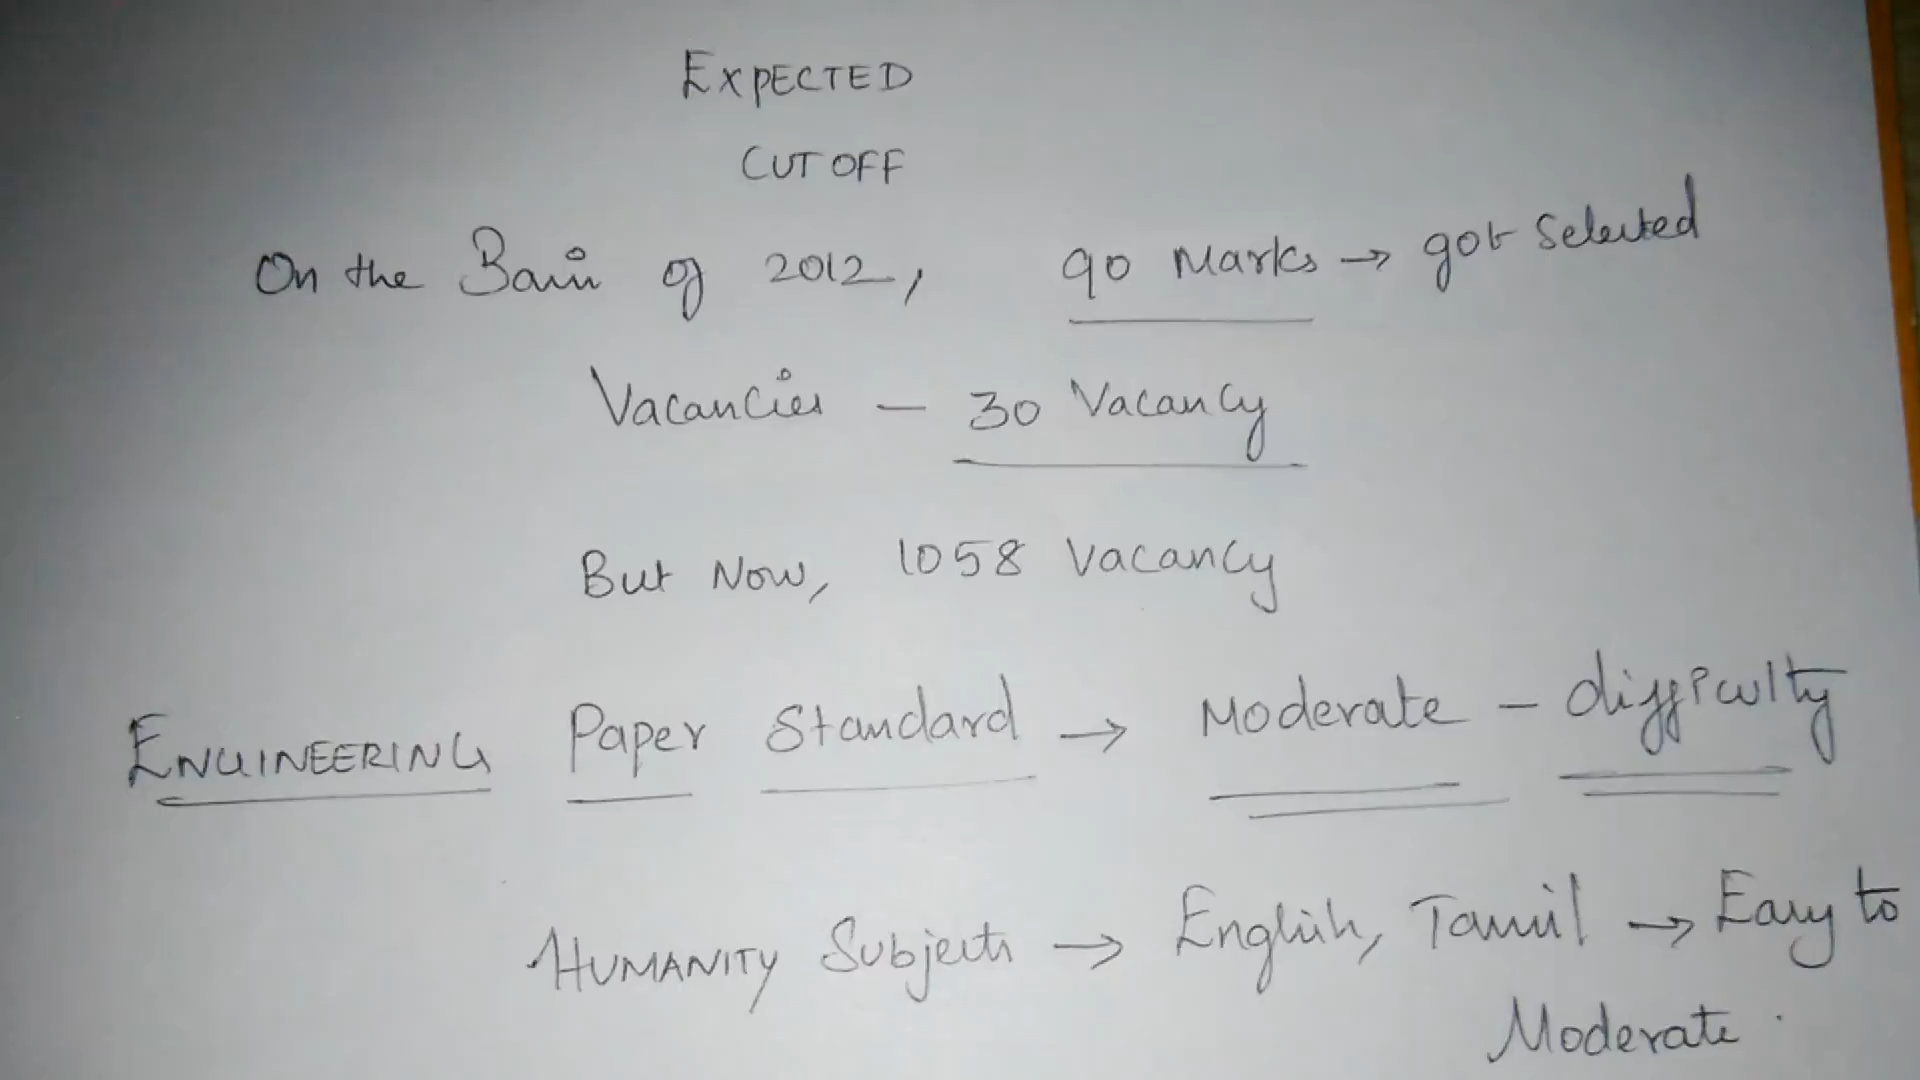 EXPECTED
CUT OFF
On the Basis of 2012, 90 Marks → got Selected
Vacancies – 30 Vacancy
But Now, 1058 Vacancy
ENGINEERING Paper Standard → Moderate – difficulty
HUMANITY Subjects → English, Tamil → Easy to
Moderate.